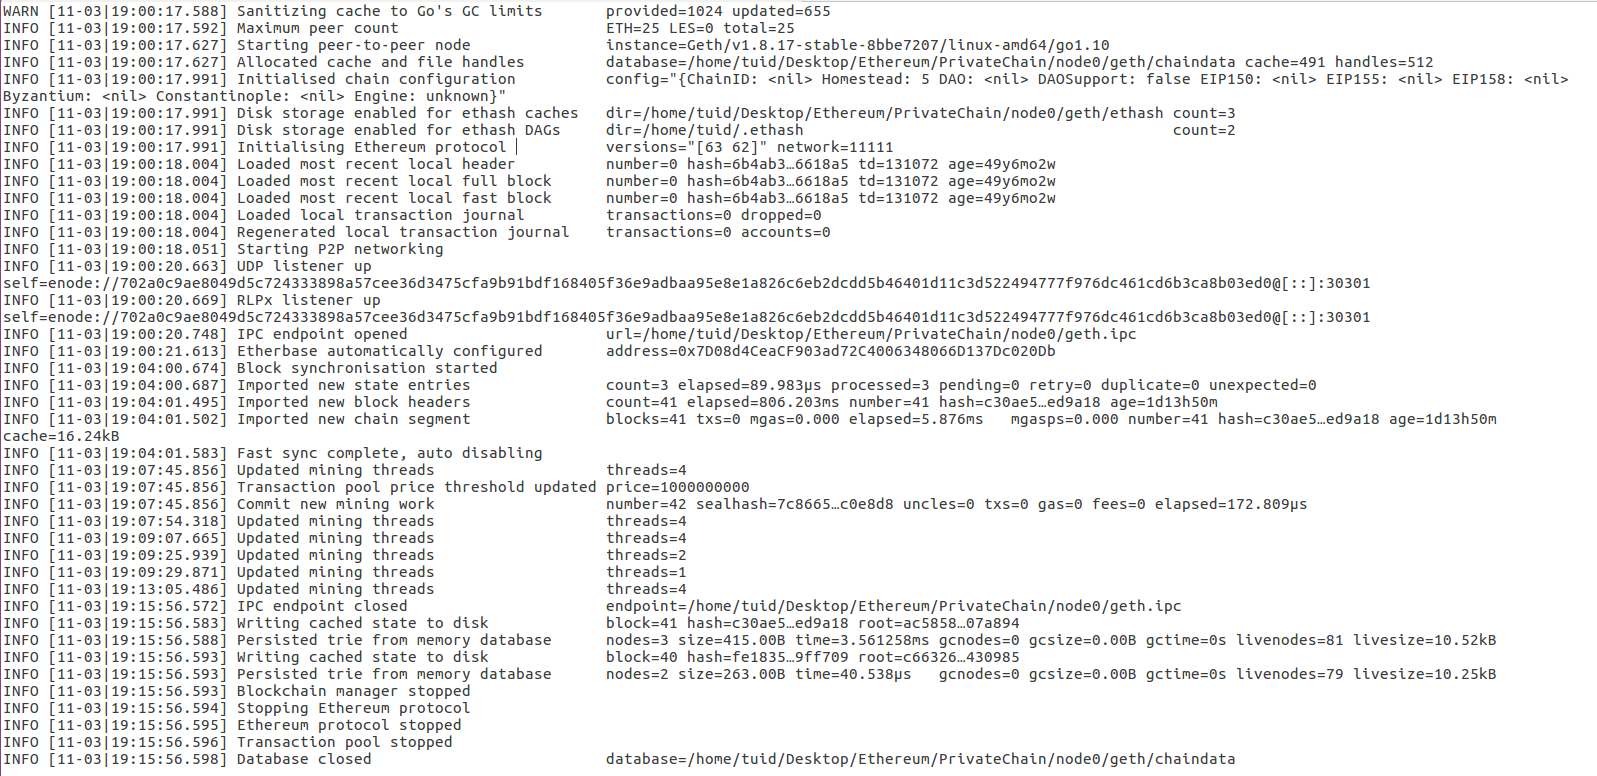 WARN [11-03|19:00:17.588] Sanitizing cache to Go's GC limits       provided=1024 updated=655
INFO [11-03|19:00:17.592] Maximum peer count                       ETH=25 LES=0 total=25
INFO [11-03|19:00:17.627] Starting peer-to-peer node               instance=Geth/v1.8.17-stable-8bbe7207/linux-amd64/go1.10
INFO [11-03|19:00:17.627] Allocated cache and file handles         database=/home/tuid/Desktop/Ethereum/PrivateChain/node0/geth/chaindata cache=491 handles=512
INFO [11-03|19:00:17.991] Initialised chain configuration          config="{ChainID: <nil> Homestead: 5 DAO: <nil> DAOSupport: false EIP150: <nil> EIP155: <nil> EIP158: <nil>
Byzantium: <nil> Constantinople: <nil> Engine: unknown}"
INFO [11-03|19:00:17.991] Disk storage enabled for ethash caches   dir=/home/tuid/Desktop/Ethereum/PrivateChain/node0/geth/ethash count=3
INFO [11-03|19:00:17.991] Disk storage enabled for ethash DAGs     dir=/home/tuid/.ethash                                         count=2
INFO [11-03|19:00:17.991] Initialising Ethereum protocol           versions="[63 62]" network=11111
INFO [11-03|19:00:18.004] Loaded most recent local header          number=0 hash=6b4ab3…6618a5 td=131072 age=49y6mo2w
INFO [11-03|19:00:18.004] Loaded most recent local full block      number=0 hash=6b4ab3…6618a5 td=131072 age=49y6mo2w
INFO [11-03|19:00:18.004] Loaded most recent local fast block      number=0 hash=6b4ab3…6618a5 td=131072 age=49y6mo2w
INFO [11-03|19:00:18.004] Loaded local transaction journal         transactions=0 dropped=0
INFO [11-03|19:00:18.004] Regenerated local transaction journal    transactions=0 accounts=0
INFO [11-03|19:00:18.051] Starting P2P networking
INFO [11-03|19:00:20.663] UDP listener up
self=enode://702a0c9ae8049d5c724333898a57cee36d3475cfa9b91bdf168405f36e9adbaa95e8e1a826c6eb2dcdd5b46401d11c3d522494777f976dc461cd6b3ca8b03ed0@[::]:30301
INFO [11-03|19:00:20.669] RLPx listener up
self=enode://702a0c9ae8049d5c724333898a57cee36d3475cfa9b91bdf168405f36e9adbaa95e8e1a826c6eb2dcdd5b46401d11c3d522494777f976dc461cd6b3ca8b03ed0@[::]:30301
INFO [11-03|19:00:20.748] IPC endpoint opened                      url=/home/tuid/Desktop/Ethereum/PrivateChain/node0/geth.ipc
INFO [11-03|19:00:21.613] Etherbase automatically configured       address=0x7D08d4CeaCF903ad72C4006348066D137Dc020Db
INFO [11-03|19:04:00.674] Block synchronisation started
INFO [11-03|19:04:00.687] Imported new state entries               count=3 elapsed=89.983µs processed=3 pending=0 retry=0 duplicate=0 unexpected=0
INFO [11-03|19:04:01.495] Imported new block headers               count=41 elapsed=806.203ms number=41 hash=c30ae5…ed9a18 age=1d13h50m
INFO [11-03|19:04:01.502] Imported new chain segment               blocks=41 txs=0 mgas=0.000 elapsed=5.876ms   mgasps=0.000 number=41 hash=c30ae5…ed9a18 age=1d13h50m
cache=16.24kB
INFO [11-03|19:04:01.583] Fast sync complete, auto disabling
INFO [11-03|19:07:45.856] Updated mining threads                   threads=4
INFO [11-03|19:07:45.856] Transaction pool price threshold updated price=1000000000
INFO [11-03|19:07:45.856] Commit new mining work                   number=42 sealhash=7c8665…c0e8d8 uncles=0 txs=0 gas=0 fees=0 elapsed=172.809µs
INFO [11-03|19:07:54.318] Updated mining threads                   threads=4
INFO [11-03|19:09:07.665] Updated mining threads                   threads=4
INFO [11-03|19:09:25.939] Updated mining threads                   threads=2
INFO [11-03|19:09:29.871] Updated mining threads                   threads=1
INFO [11-03|19:13:05.486] Updated mining threads                   threads=4
INFO [11-03|19:15:56.572] IPC endpoint closed                      endpoint=/home/tuid/Desktop/Ethereum/PrivateChain/node0/geth.ipc
INFO [11-03|19:15:56.583] Writing cached state to disk             block=41 hash=c30ae5…ed9a18 root=ac5858…07a894
INFO [11-03|19:15:56.588] Persisted trie from memory database      nodes=3 size=415.00B time=3.561258ms gcnodes=0 gcsize=0.00B gctime=0s livenodes=81 livesize=10.52kB
INFO [11-03|19:15:56.593] Writing cached state to disk             block=40 hash=fe1835…9ff709 root=c66326…430985
INFO [11-03|19:15:56.593] Persisted trie from memory database      nodes=2 size=263.00B time=40.538µs   gcnodes=0 gcsize=0.00B gctime=0s livenodes=79 livesize=10.25kB
INFO [11-03|19:15:56.593] Blockchain manager stopped
INFO [11-03|19:15:56.594] Stopping Ethereum protocol
INFO [11-03|19:15:56.595] Ethereum protocol stopped
INFO [11-03|19:15:56.596] Transaction pool stopped
INFO [11-03|19:15:56.598] Database closed                          database=/home/tuid/Desktop/Ethereum/PrivateChain/node0/geth/chaindata